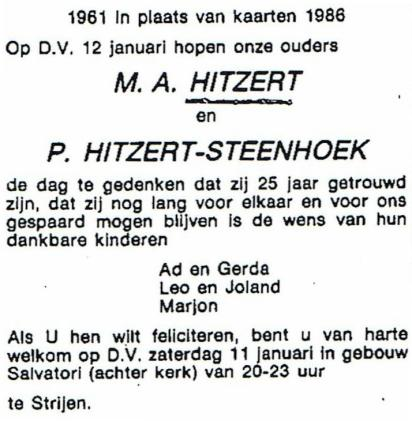 1961 In plaats van kaarten 1986
Op D.V. 12 januari hopen onze ouders
M. A. HITZERT
en
P. HITZERT-STEENHOEK
de dag te gedenken dat zij 25 jaar getrouwd
zijn, dat zij nog lang voor elkaar en voor ons
gespaard mogen blijven is de wens van hun
dankbare kinderen
Ad en Gerda
Leo en Joland
Marjon
Als U hen wilt feliciteren, bent u van harte
welkom op D.V. zaterdag 11 januari in gebouw
Salvatori (achter kerk) van 20-23 uur
te Strijen.